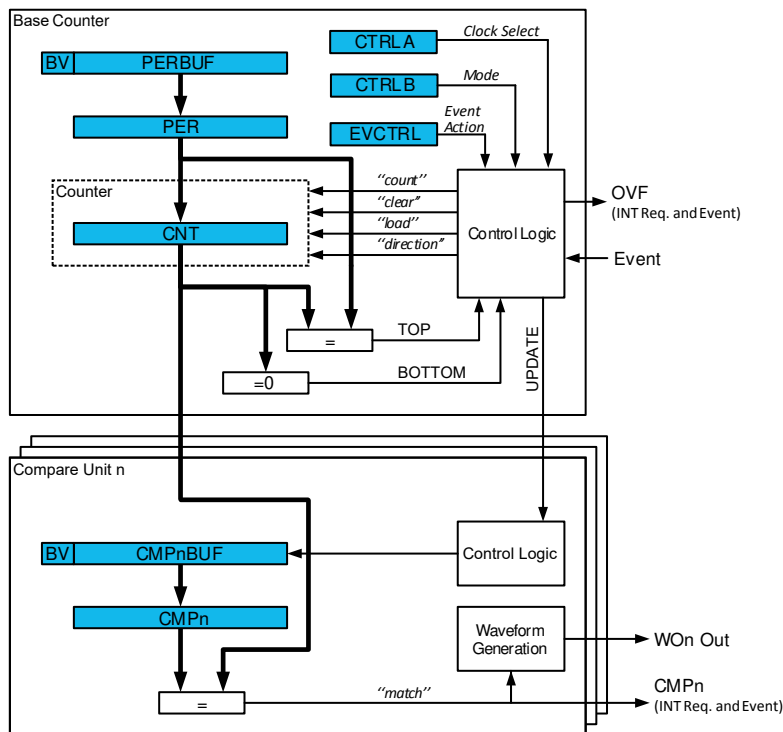 Base Counter
BV PERBUF
PER
Counter
CNT
CTRLA
Clock Select
CTRLB
Mode
EVCTRL
Event
Action
"count"
"clear"
"load"
"direction"
Control Logic
OVF
(INT Req. and Event)
Event
=
TOP
=0
BOTTOM
UPDATE
Compare Unit n
BV CMPnBUF
Control Logic
CMPn
Waveform
Generation
WOn Out
=
"match"
CMPn
(INT Req. and Event)